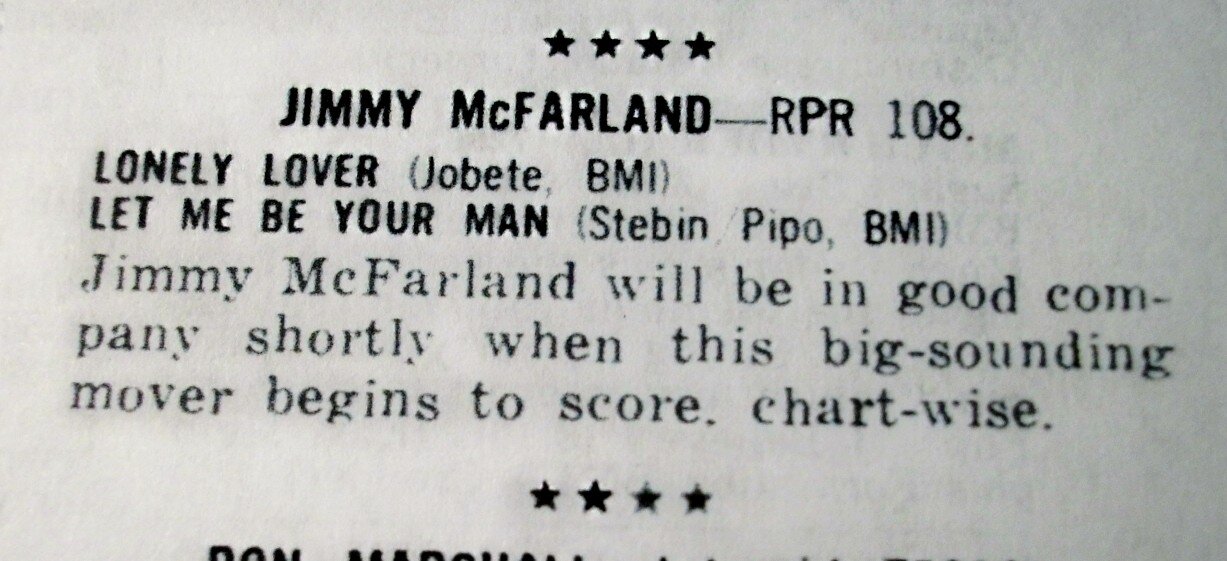 ★ ★ ★ ★
JIMMY McFARLAND—RPR 108.
LONELY LOVER (Jobete, BMI)
LET ME BE YOUR MAN (Stebin/Pipo, BMI)
Jimmy McFarland will be in good com-
pany shortly when this big-sounding
mover begins to score. chart-wise.
★ ★ ★ ★